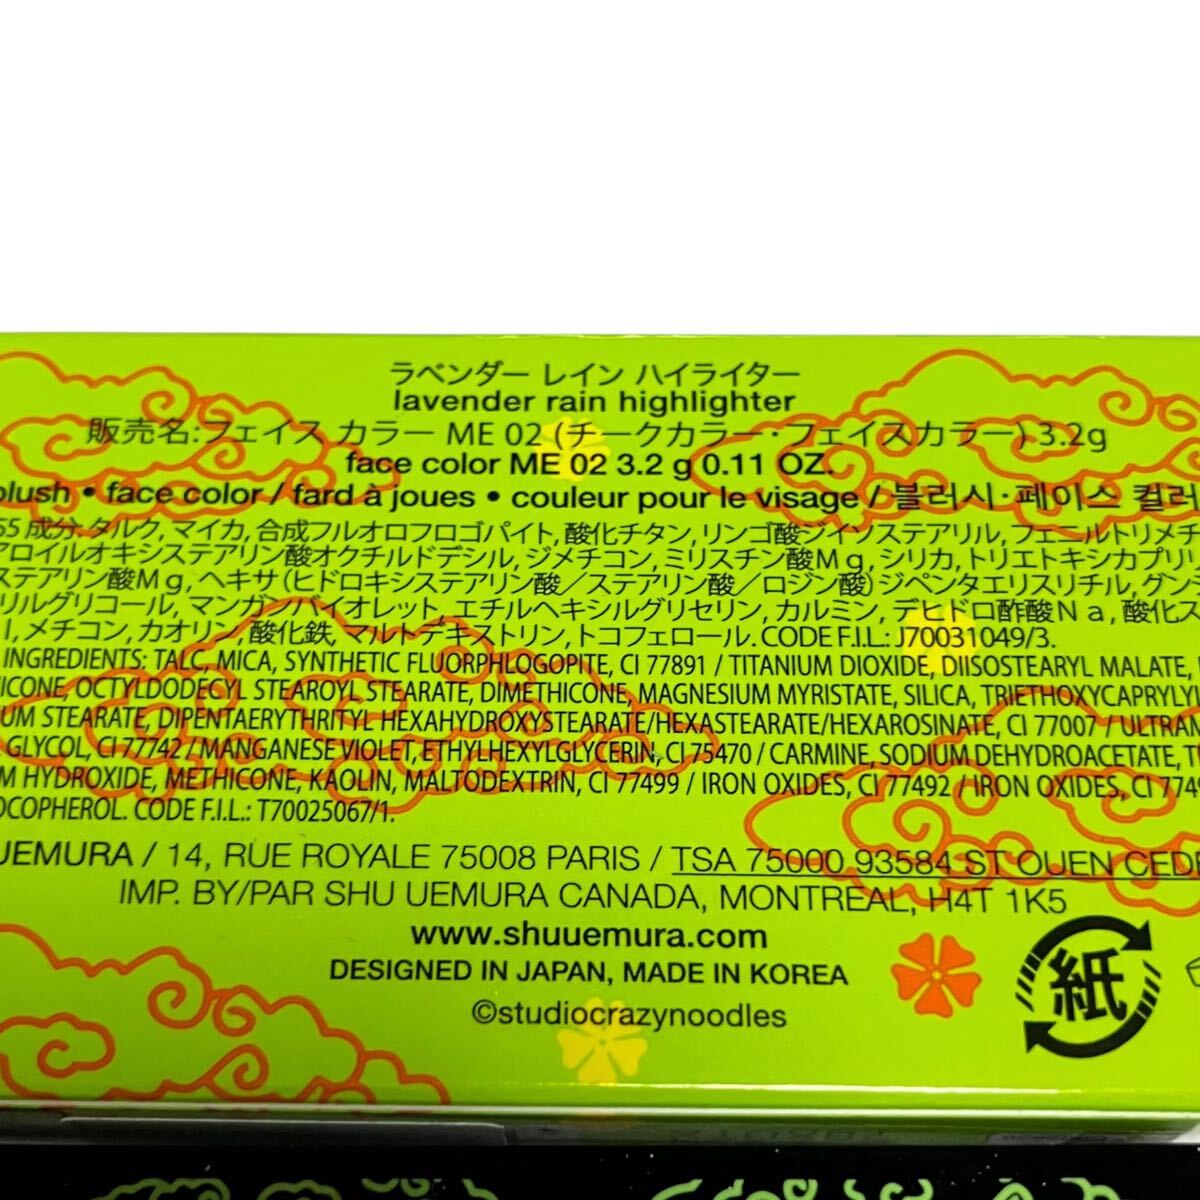 ラベンダー レイン ハイライター
lavender rain highlighter
販売名:フェイス カラー ME 02 (チークカラー・フェイスカラー) 3.2g
face color ME 02 3.2 g 0.11 OZ.
blush • face color / fard à joues • couleur pour le visage / 블러시·페이스 컬러
55 成分: タルク, マイカ, 合成フルオロフロゴパイト, 酸化チタン, リンゴ酸ジイソステアリル, フェニルトリメチ
アロイルオキシステアリン酸オクチルドデシル, ジメチコン, ミリスチン酸Mg, シリカ, トリエトキシカプリリ
ステアリン酸Mg, ヘキサ(ヒドロキシステアリン酸/ステアリン酸/ロジン酸)ジペンタエリスリチル, グンジ
リルグリコール, マンガンバイオレット, エチルヘキシルグリセリン, カルミン, デヒドロ酢酸Na, 酸化ス
l, メチコン, カオリン, 酸化鉄, マルトデキストリン, トコフェロール. CODE F.I.L.: J70031049/3.
INGREDIENTS: TALC, MICA, SYNTHETIC FLUORPHLOGOPITE, CI 77891 / TITANIUM DIOXIDE, DIISOSTEARYL MALATE,
HICONE, OCTYLDODECYL STEAROYL STEARATE, DIMETHICONE, MAGNESIUM MYRISTATE, SILICA, TRIETHOXYCAPRYLYL
IUM STEARATE, DIPENTAERYTHRITYL HEXAHYDROXYSTEARATE/HEXASTEARATE/HEXAROSINATE, CI 77007 / ULTRAM
GLYCOL, CI 77742 / MANGANESE VIOLET, ETHYLHEXYLGLYCERIN, CI 75470 / CARMINE, SODIUM DEHYDROACETATE,
M HYDROXIDE, METHICONE, KAOLIN, MALTODEXTRIN, CI 77499 / IRON OXIDES, CI 77492 / IRON OXIDES, CI 7749
OCOPHEROL. CODE F.I.L.: T70025067/1.
UEMURA / 14, RUE ROYALE 75008 PARIS / TSA 75000 93584 ST OUEN CEDE
IMP. BY/PAR SHU UEMURA CANADA, MONTREAL, H4T 1K5
www.shuuemura.com
DESIGNED IN JAPAN, MADE IN KOREA
©studiocrazynoodles
紙